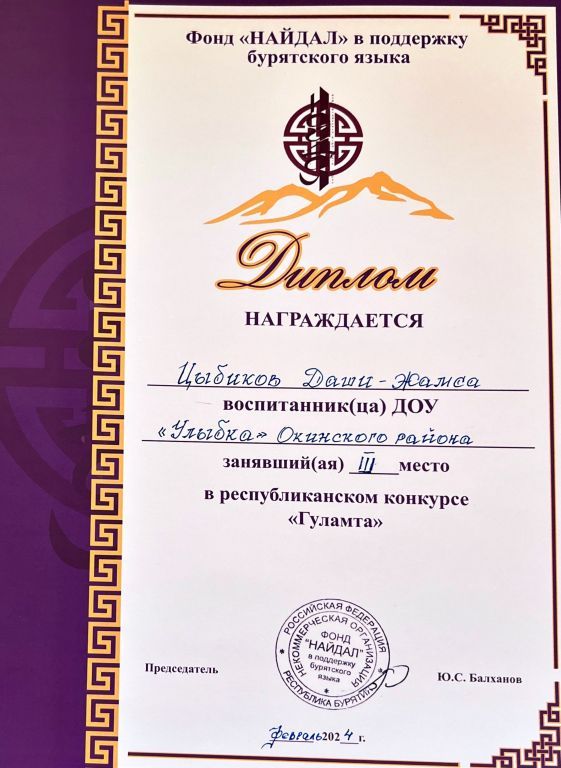 Фонд «НАЙДАЛ» в поддержку
бурятского языка
Диплом
НАГРАЖДАЕТСЯ
Цыбиков Даши-Жамса
воспитанник(ца) ДОУ
«Улыбка» Окинского района
занявший(ая) III место
в республиканском конкурсе
«Гуламта»
РОССИЙСКАЯ ФЕДЕРАЦИЯ
НЕКОММЕРЧЕСКАЯ ОРГАНИЗАЦИЯ
ФОНД
"НАЙДАЛ"
в поддержку
бурятского
языка
РЕСПУБЛИКА БУРЯТИЯ
Председатель
Ю.С. Балханов
февраль 2024 г.